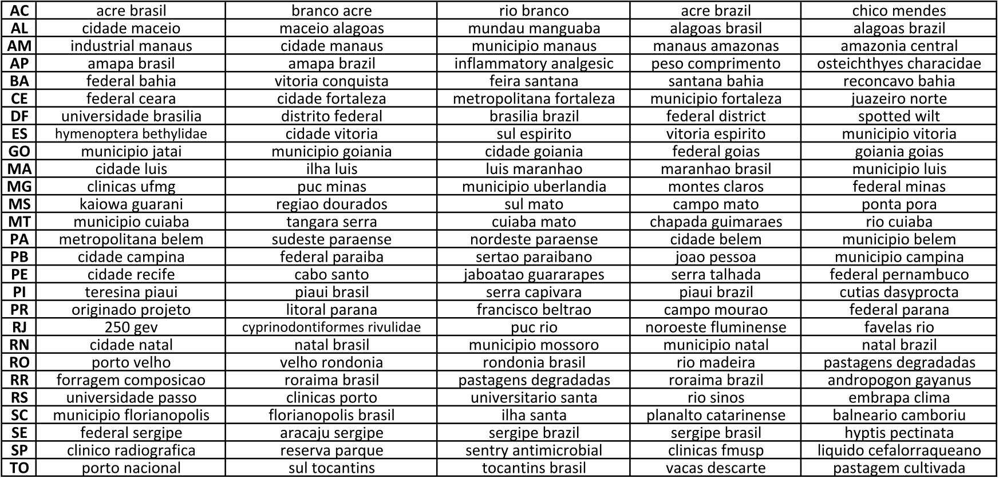 AC acre brasil branco acre rio branco acre brazil chico mendes
AL cidade maceio maceio alagoas mundau manguaba alagoas brasil alagoas brazil
AM industrial manaus cidade manaus municipio manaus manaus amazonas amazonia central
AP amapa brasil amapa brazil inflammatory analgesic peso comprimento osteichthyes characidae
BA federal bahia vitoria conquista feira santana santana bahia reconcavo bahia
CE federal ceara cidade fortaleza metropolitana fortaleza municipio fortaleza juazeiro norte
DF universidade brasilia distrito federal brasilia brazil federal district spotted wilt
ES hymenoptera bethylidae cidade vitoria sul espirito vitoria espirito municipio vitoria
GO municipio jatai municipio goiania cidade goiania federal goias goiania goias
MA cidade luis ilha luis luis maranhao maranhao brasil municipio luis
MG clinicas ufmg puc minas municipio uberlandia montes claros federal minas
MS kaiowa guarani regiao dourados sul mato campo mato ponta pora
MT municipio cuiaba tangara serra cuiaba mato chapada guimaraes rio cuiaba
PA metropolitana belem sudeste paraense nordeste paraense cidade belem municipio belem
PB cidade campina federal paraiba sertao paraibano joao pessoa municipio campina
PE cidade recife cabo santo jaboatao guararapes serra talhada federal pernambuco
PI teresina piaui piaui brasil serra capivara piaui brazil cutias dasyprocta
PR originado projeto litoral parana francisco beltrao campo mourao federal parana
RJ 250 gev cyprinodontiformes rivulidae puc rio noroeste fluminense favelas rio
RN cidade natal natal brasil municipio mossoro municipio natal natal brazil
RO porto velho velho rondonia rondonia brasil rio madeira pastagens degradadas
RR forragem composicao roraima brasil pastagens degradadas roraima brazil andropogon gayanus
RS universidade passo clinicas porto universitario santa rio sinos embrapa clima
SC municipio florianopolis florianopolis brasil ilha santa planalto catarinense balneario camboriu
SE federal sergipe aracaju sergipe sergipe brazil sergipe brasil hyptis pectinata
SP clinico radiografica reserva parque sentry antimicrobial clinicas fmusp liquido cefalorraqueano
TO porto nacional sul tocantins tocantins brasil vacas descarte pastagem cultivada